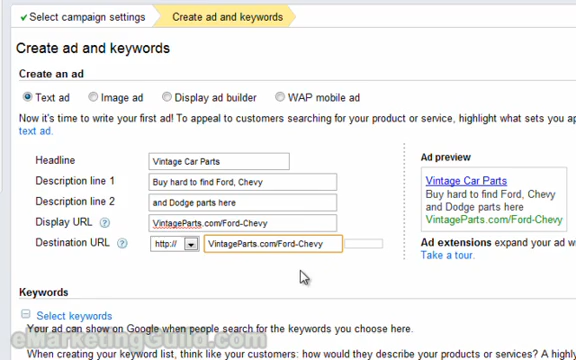 ✔Select campaign settings
Create ad and keywords
Create ad and keywords
Create an ad
Text ad
Image ad
Display ad builder
WAP mobile ad
Now it's time to write your first ad! To appeal to customers searching for your product or service, highlight what sets you
text ad.
Headline
Vintage Car Parts
Description line 1
Buy hard to find Ford, Chevy
Description line 2
and Dodge parts here
Display URL ?
VintageParts.com/Ford-Chevy
Destination URL ?
http://
VintageParts.com/Ford-Chevy
Ad preview
Vintage Car Parts
Buy hard to find Ford, Chevy
and Dodge parts here
VintageParts.com/Ford-Chevy
Ad extensions expand your ad
Take a tour.
Keywords
Select keywords
Your ad can show on Google when people search for the keywords you choose here.
eMarketingGuild.com
When creating your keyword list, think like your customers: how would they describe your products or services?